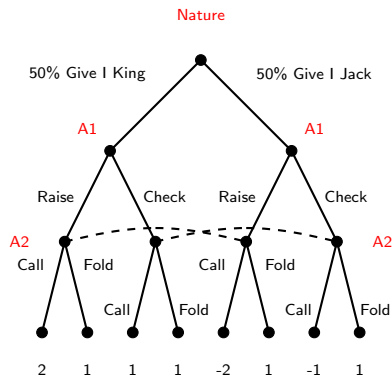 Nature
50% Give I King
50% Give I Jack
A1
A1
Raise
Check
Raise
Check
A2
A2
Call
Fold
Call
Fold
Call
Fold
Call
Fold
2
1
1
1
-2
1
-1
1